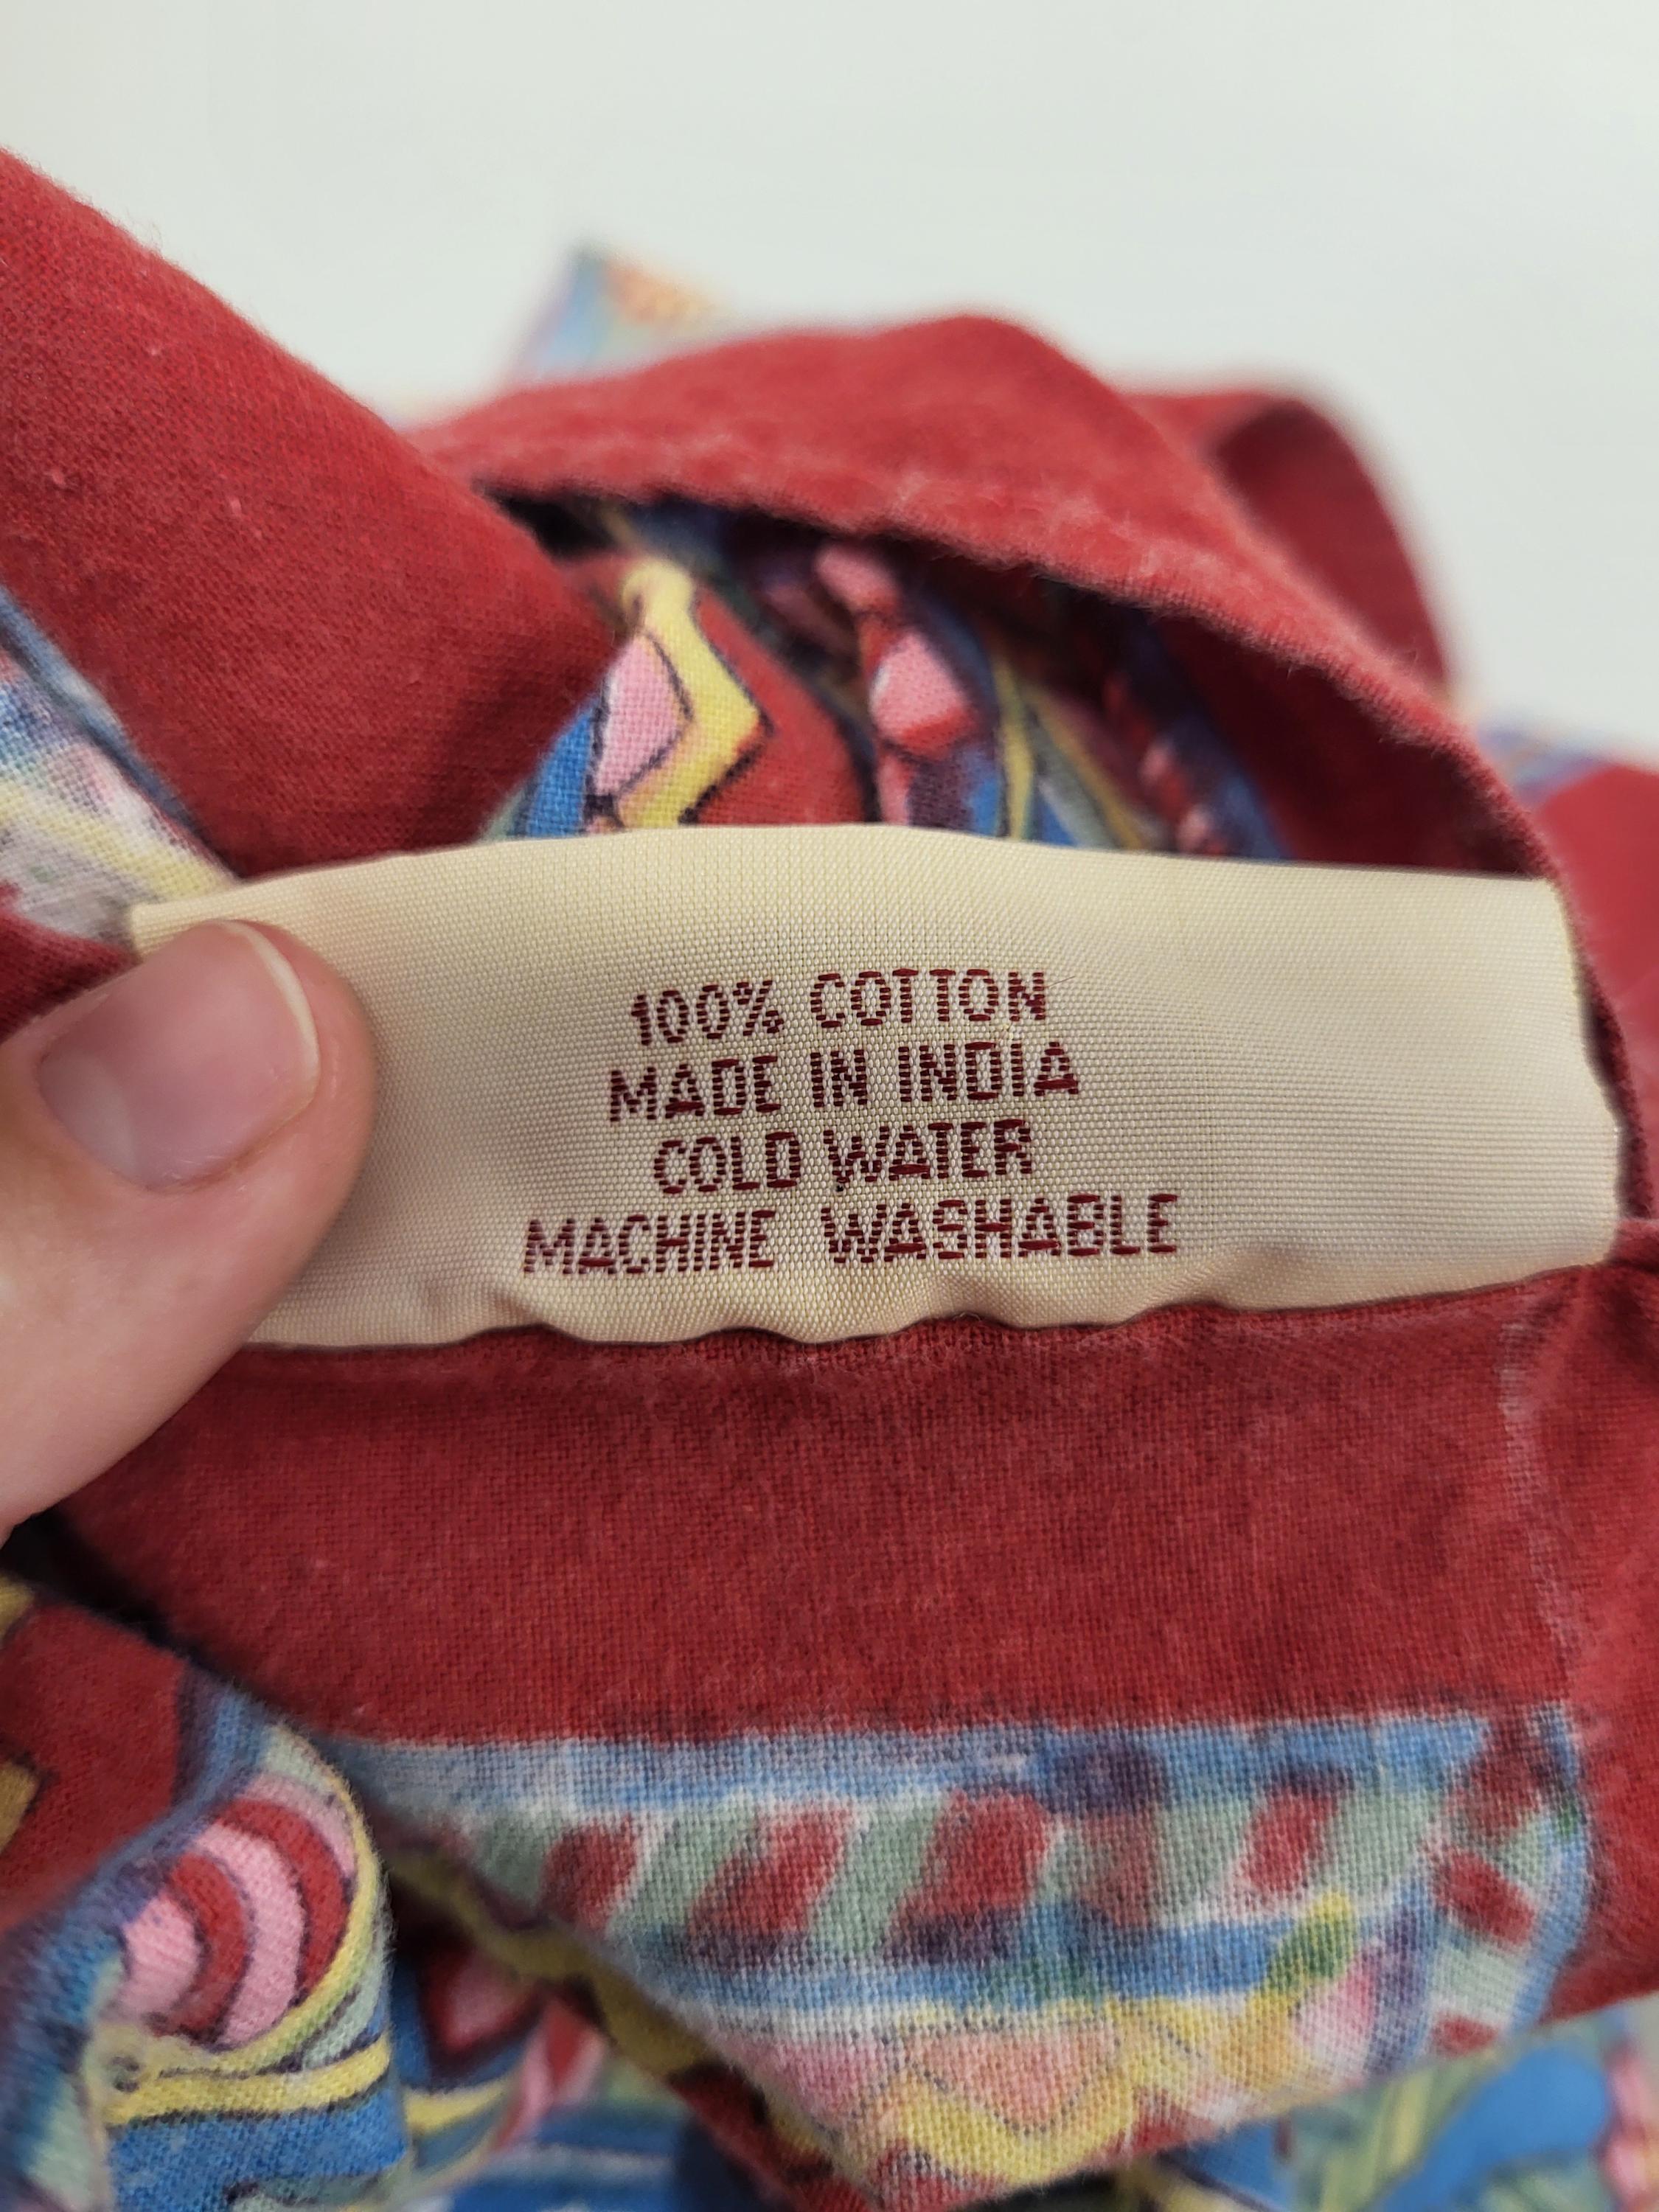 100% COTTON
MADE IN INDIA
COLD WATER
MACHINE WASHABLE